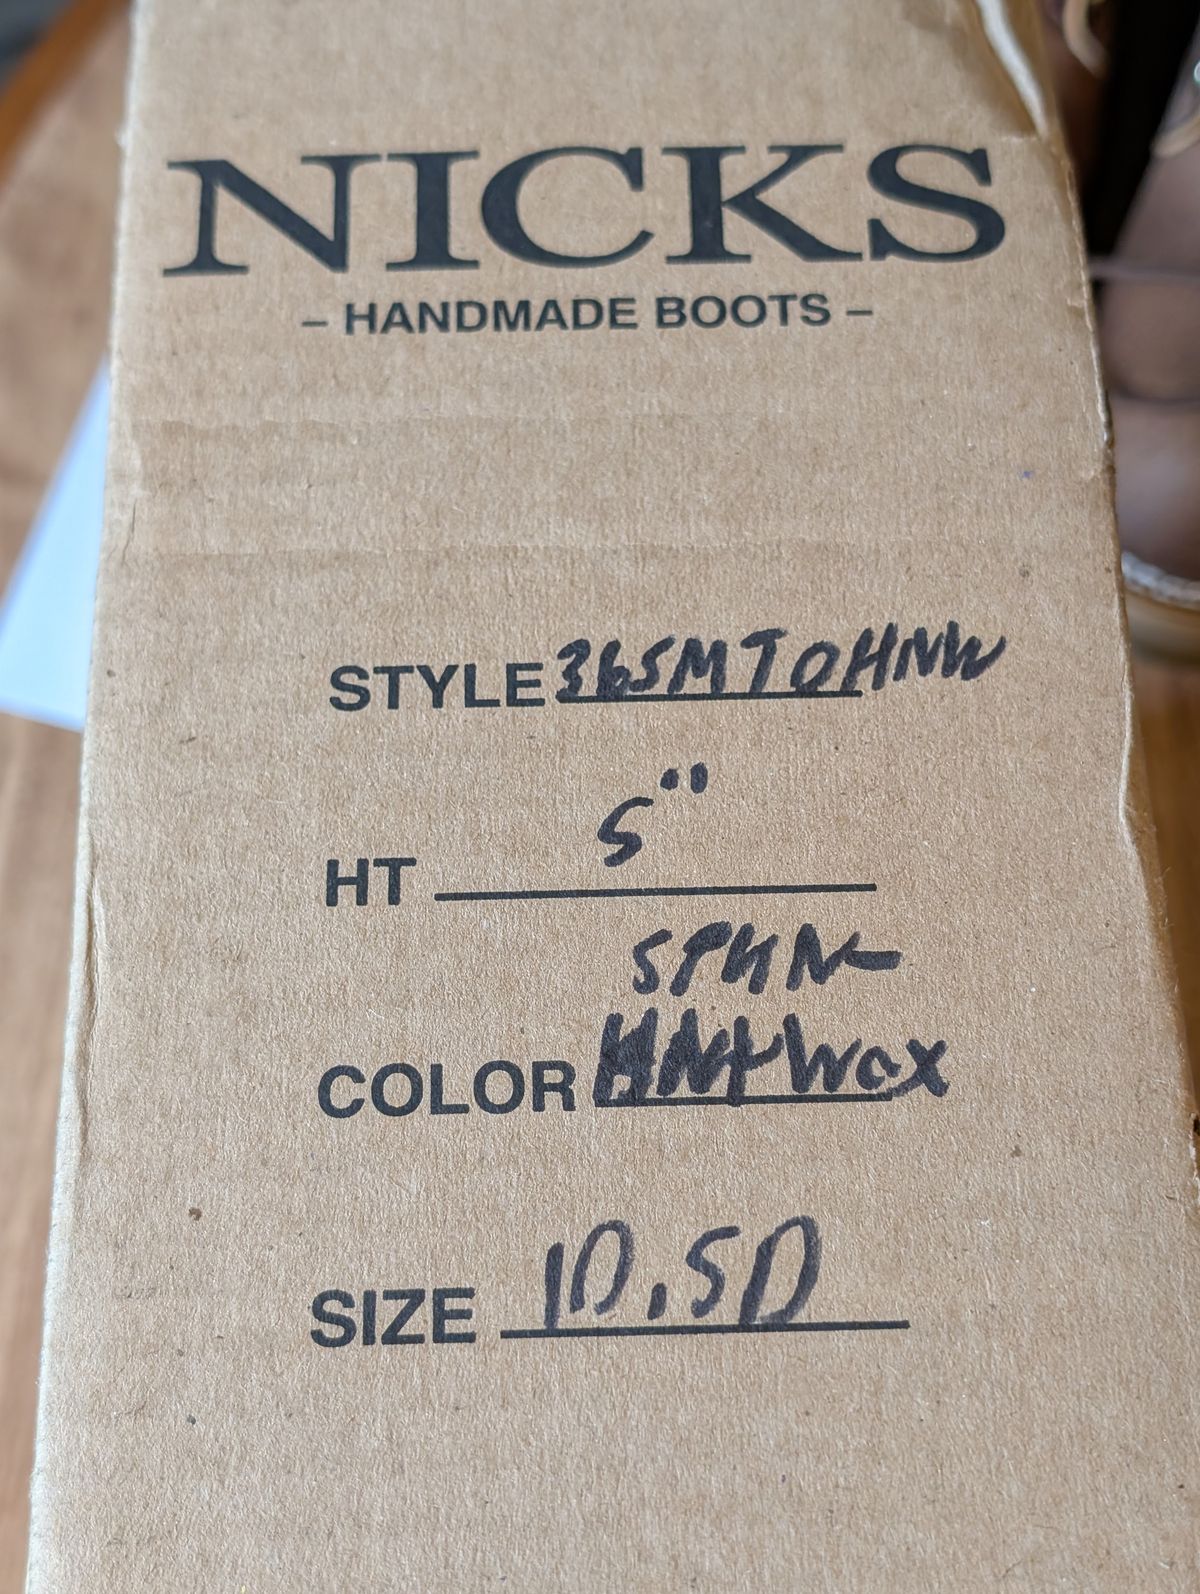 NICKS
– HANDMADE BOOTS –
STYLE 365MTOHNW
HT 5"
COLOR
Wax
SIZE 10.5D